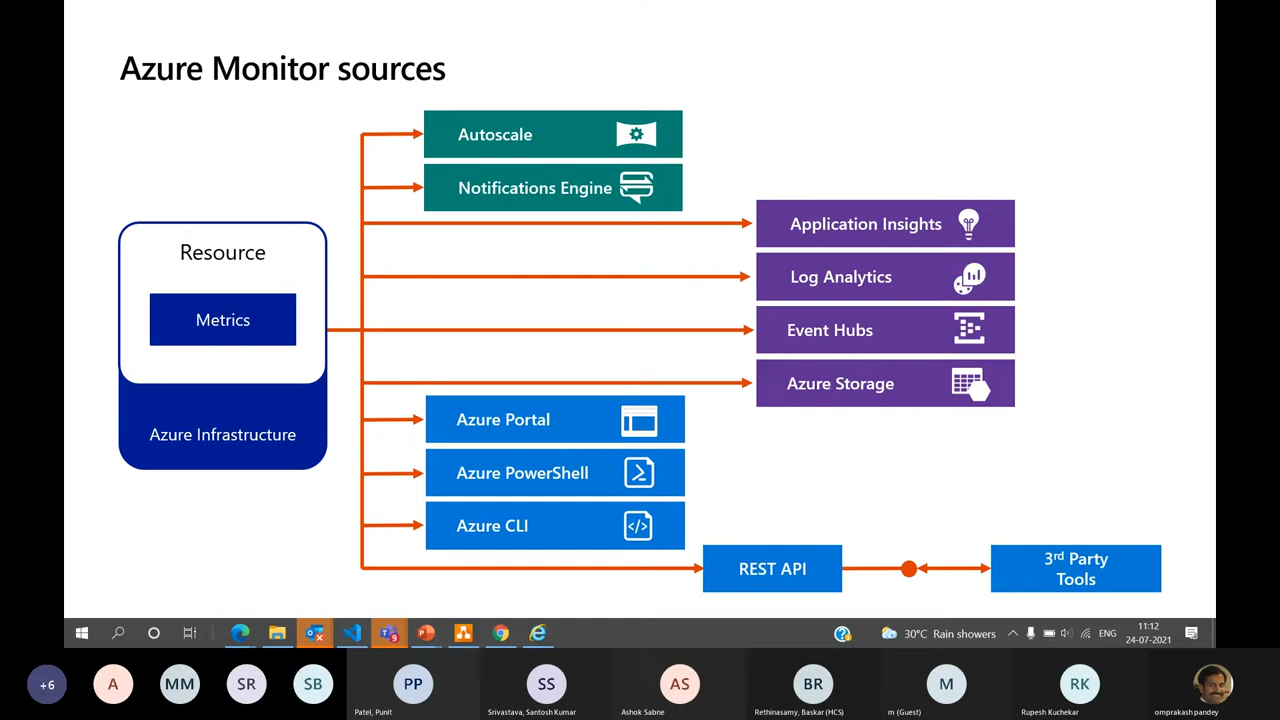 Azure Monitor sources
Autoscale
Notifications Engine
Application Insights
Resource
Log Analytics
Metrics
Event Hubs
Azure Storage
Azure Portal
Azure Infrastructure
Azure PowerShell
Azure CLI
REST API
3rd Party
Tools
30°C Rain showers
ENG
11:12
24-07-2021
+6
A
MM
SR
SB
PP
SS
AS
BR
M
RK
Patel, Punit
Srivastava, Santosh Kumar
Ashok Sabne
Rethinasamy, Baskar (HCS)
m (Guest)
Rupesh Kuchekar
omprakash pandey